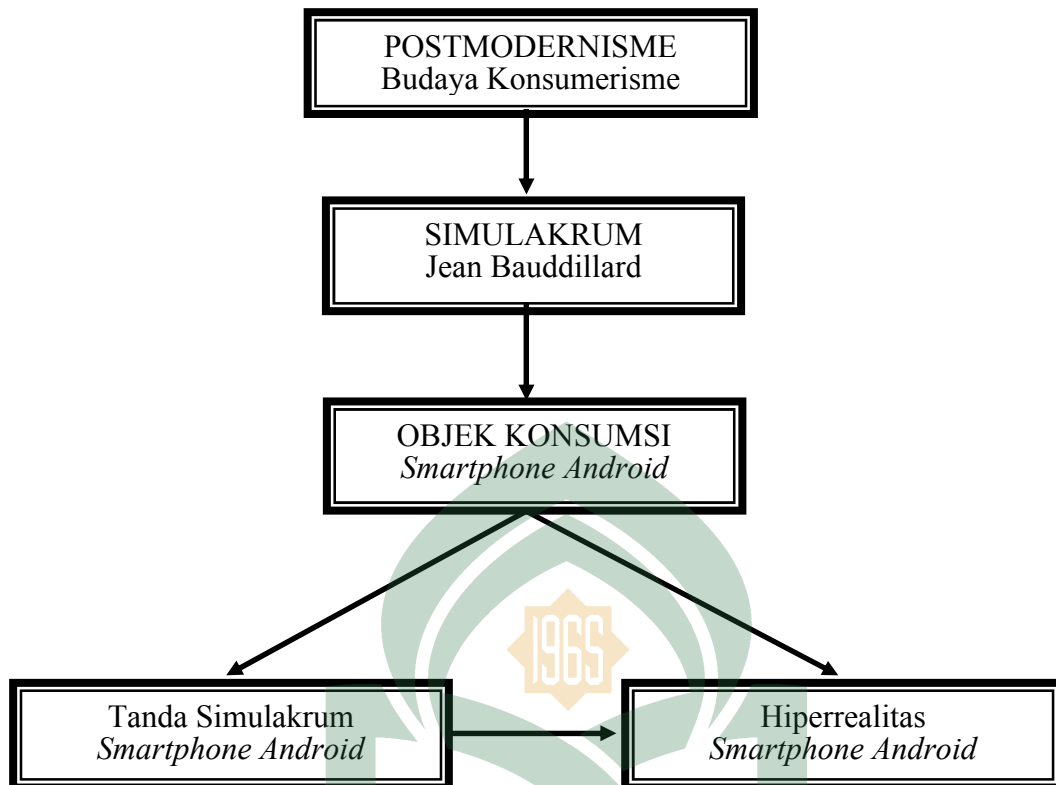 POSTMODERNISME
Budaya Konsumerisme
SIMULAKRUM
Jean Bauddillard
OBJEK KONSUMSI
Smartphone Android
1965
Tanda Simulakrum
Smartphone Android
Hiperrealitas
Smartphone Android